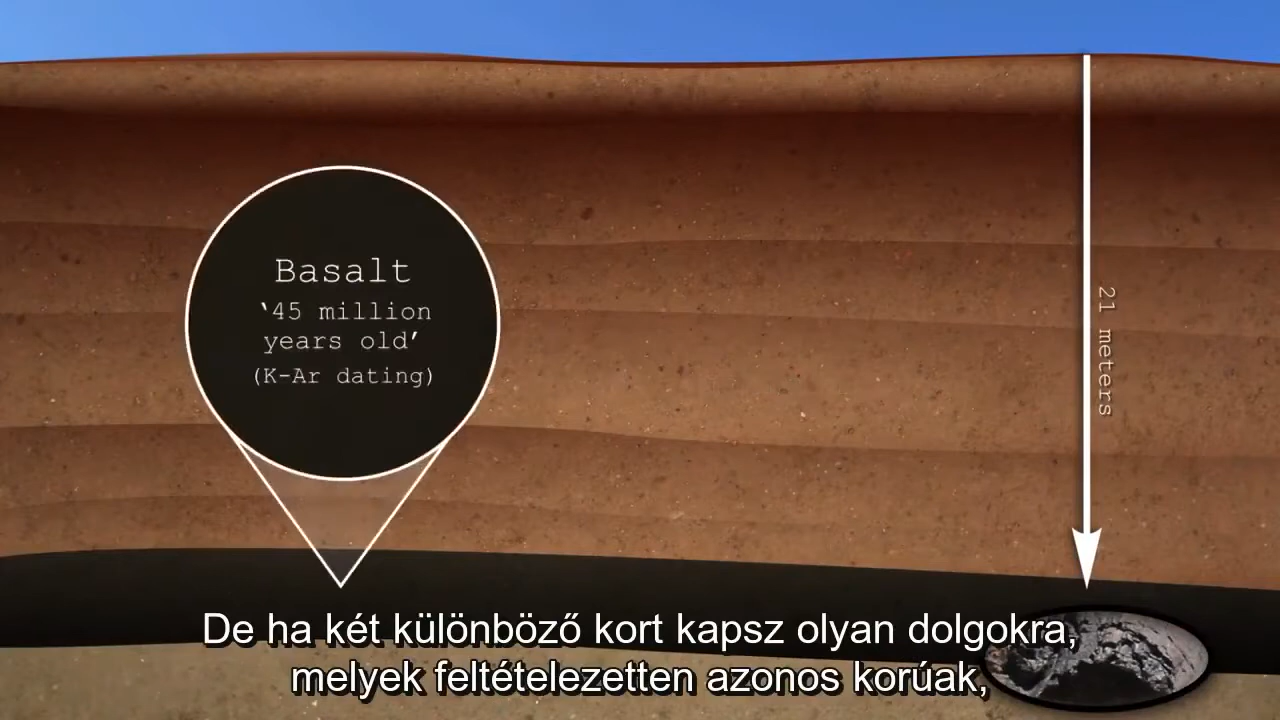 Basalt
‘45 million
years old’
(K-Ar dating)
21 meters
De ha két különböző kort kapsz olyan dolgokra,
melyek feltételezetten azonos korúak,